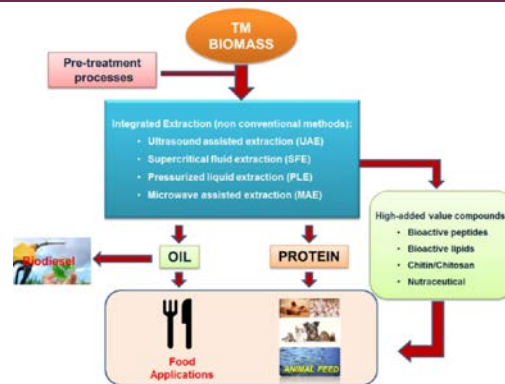 TM
BIOMASS
Pre-treatment
processes
Integrated Extraction (non conventional methods):
• Ultrasound assisted extraction (UAE)
• Supercritical fluid extraction (SFE)
• Pressurized liquid extraction (PLE)
• Microwave assisted extraction (MAE)
High-added value compounds:
• Bioactive peptides
• Bioactive lipids
• Chitin/Chitosan
• Nutraceutical
Biodiesel
OIL
PROTEIN
Food
Applications
ANIMAL FEED